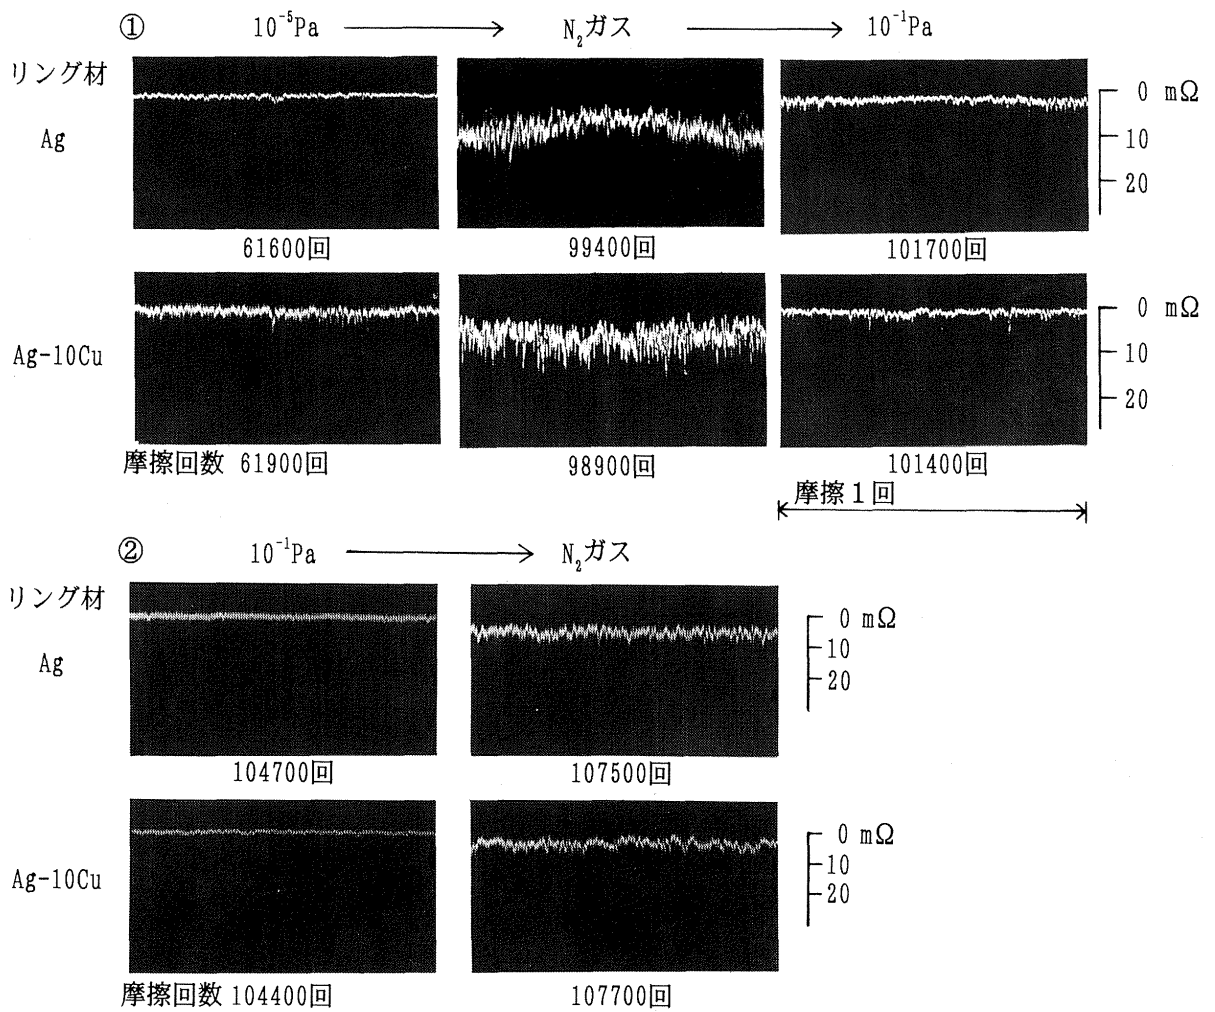 ① 10⁻⁵Pa → N₂ガス → 10⁻¹Pa
リング材
Ag
0 mΩ
10
20
61600回 99400回 101700回
Ag-10Cu
0 mΩ
10
20
摩擦回数 61900回 98900回 101400回
摩擦1回
② 10⁻¹Pa → N₂ガス
リング材
Ag
0 mΩ
10
20
104700回 107500回
Ag-10Cu
0 mΩ
10
20
摩擦回数 104400回 107700回